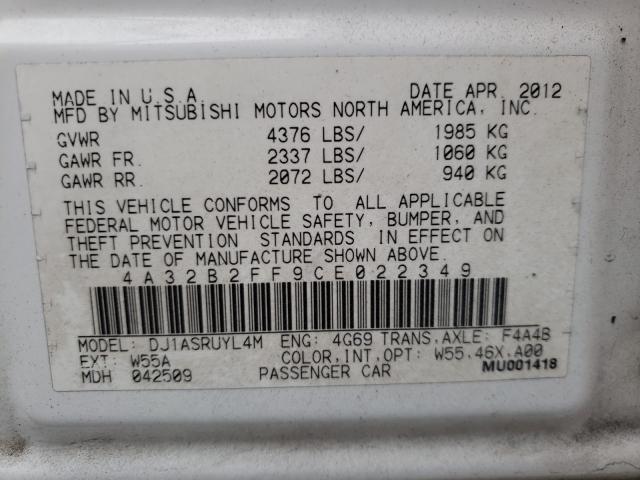 MADE IN U.S.A DATE APR. 2012
MFD BY MITSUBISHI MOTORS NORTH AMERICA, INC.
GVWR 4376 LBS/ 1985 KG
GAWR FR. 2337 LBS/ 1060 KG
GAWR RR. 2072 LBS/ 940 KG
THIS VEHICLE CONFORMS TO ALL APPLICABLE
FEDERAL MOTOR VEHICLE SAFETY, BUMPER, AND
THEFT PREVENTION STANDARDS IN EFFECT ON
THE DATE OF MANUFACTURE SHOWN ABOVE.
4A32B2FF9CE022349
MODEL: DJ1ASRUYL4M ENG: 4G69 TRANS,AXLE: F4A4B
EXT: W55A COLOR,INT,OPT: W55,46X,A00
MDH 042509 PASSENGER CAR MU001418